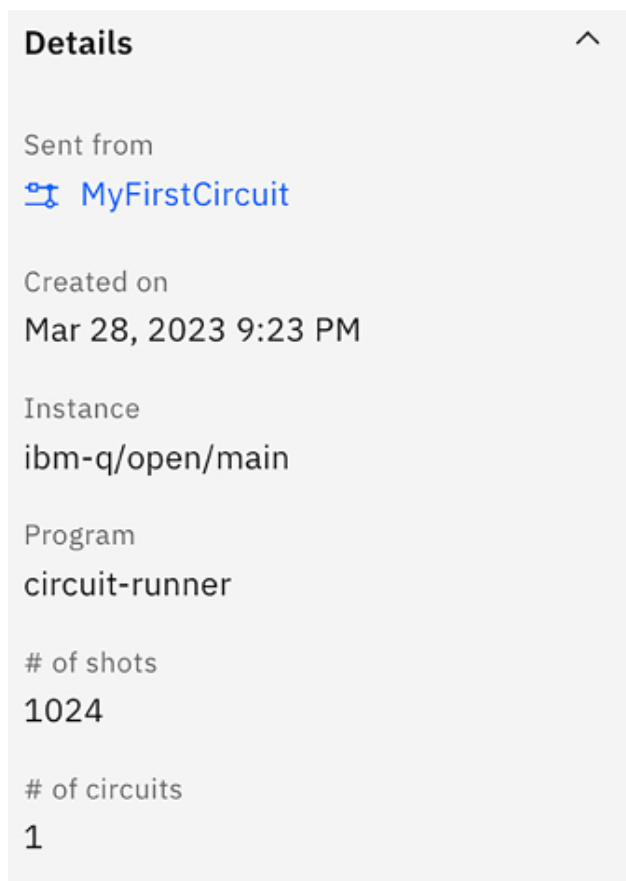 Details
Sent from
MyFirstCircuit
Created on
Mar 28, 2023 9:23 PM
Instance
ibm-q/open/main
Program
circuit-runner
# of shots
1024
# of circuits
1